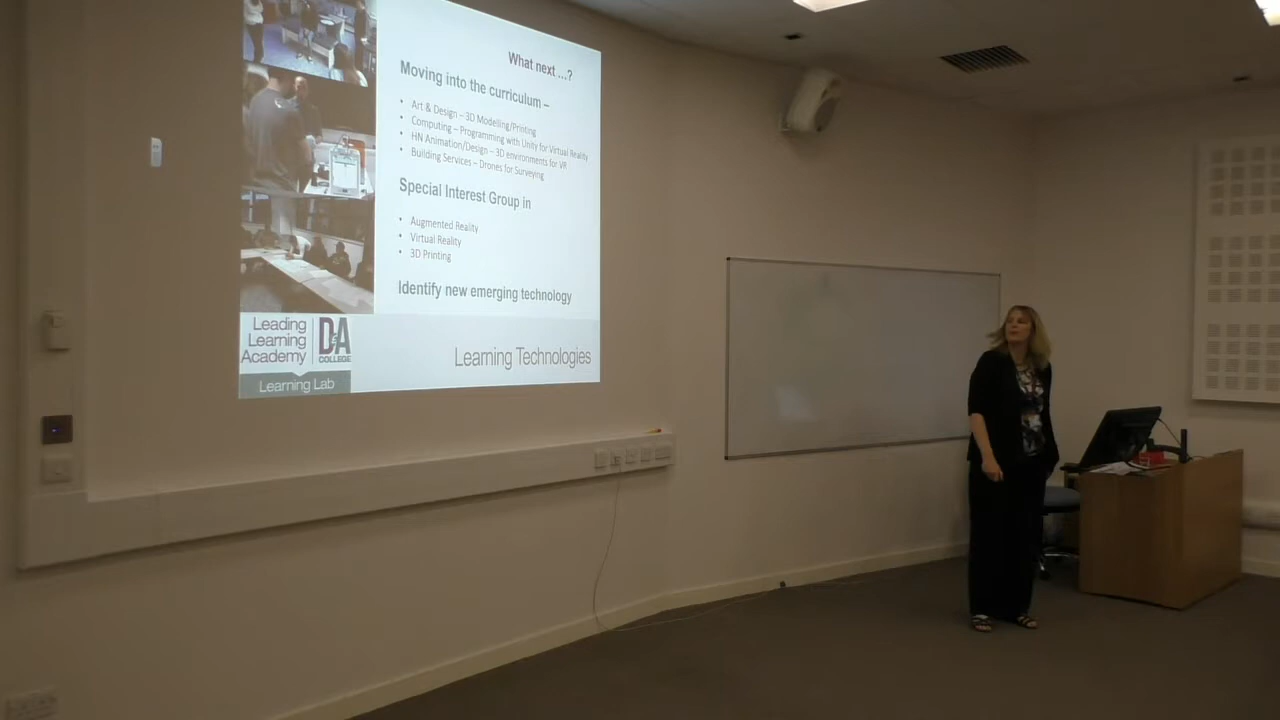 What next ...?
Moving into the curriculum –
• Art & Design – 3D Modelling/Printing
• Computing – Programming with Unity for Virtual Reality
• HN Animation/Design – 3D environments for VR
• Building Services – Drones for Surveying
Special Interest Group in
• Augmented Reality
• Virtual Reality
• 3D Printing
Identify new emerging technology
Leading
Learning
Academy
D&A
COLLEGE
Learning Lab
Learning Technologies